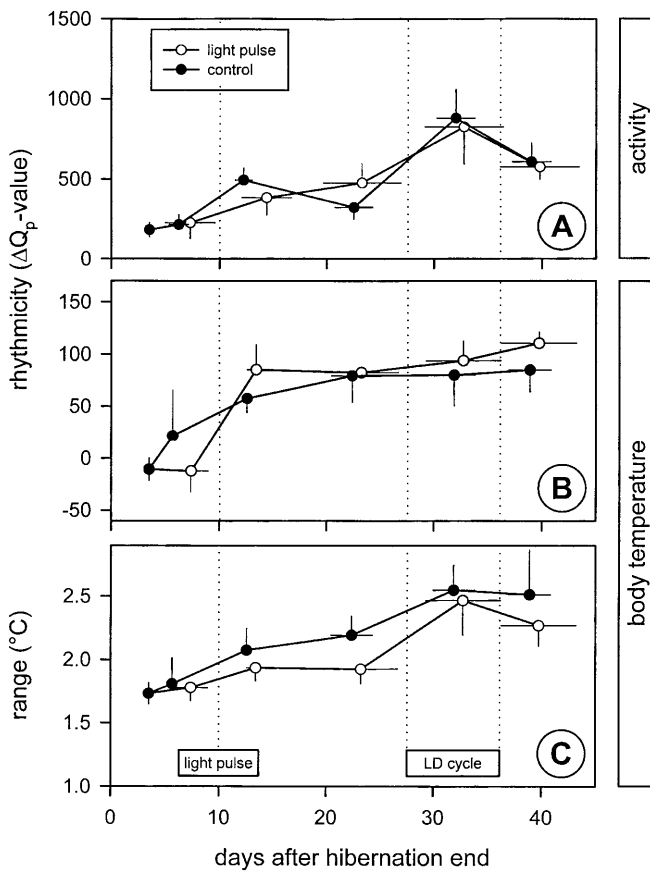 1500
1000
500
0
light pulse
control
A
activity
rhythmicity (ΔQp-value)
150
100
50
0
-50
B
body temperature
2.5
2.0
1.5
1.0
range (°C)
light pulse
LD cycle
C
0
10
20
30
40
days after hibernation end